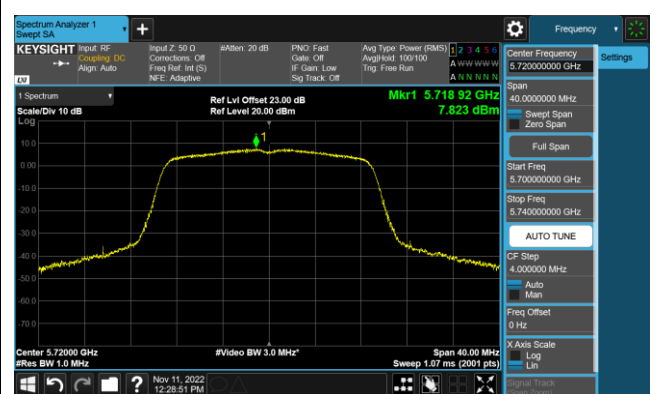 Spectrum Analyzer 1
Swept SA
Frequency
KEYSIGHT
Input: RF
Coupling: DC
Align: Auto
Input Z: 50 Ω
Corrections: Off
Freq Ref: Int (S)
NFE: Adaptive
#Atten: 20 dB
PNO: Fast
Gate: Off
IF Gain: Low
Sig Track: Off
Avg Type: Power (RMS)
Avg|Hold: 100/100
Trig: Free Run
1 2 3 4 5 6
A W W W W W
A N N N N N
LXI
1 Spectrum
Scale/Div 10 dB
Log
Ref Lvl Offset 23.00 dB
Ref Level 20.00 dBm
Mkr1 5.718 92 GHz
7.823 dBm
1
10.0
0.00
-10.0
-20.0
-30.0
-40.0
-50.0
-60.0
-70.0
Center 5.72000 GHz
#Res BW 1.0 MHz
#Video BW 3.0 MHz*
Span 40.00 MHz
Sweep 1.07 ms (2001 pts)
?
Nov 11, 2022
12:28:51 PM
Center Frequency
5.720000000 GHz
Settings
Span
40.0000000 MHz
Swept Span
Zero Span
Full Span
Start Freq
5.700000000 GHz
Stop Freq
5.740000000 GHz
AUTO TUNE
CF Step
4.000000 MHz
Auto
Man
Freq Offset
0 Hz
X Axis Scale
Log
Lin
Signal Track
(Span Zoom)